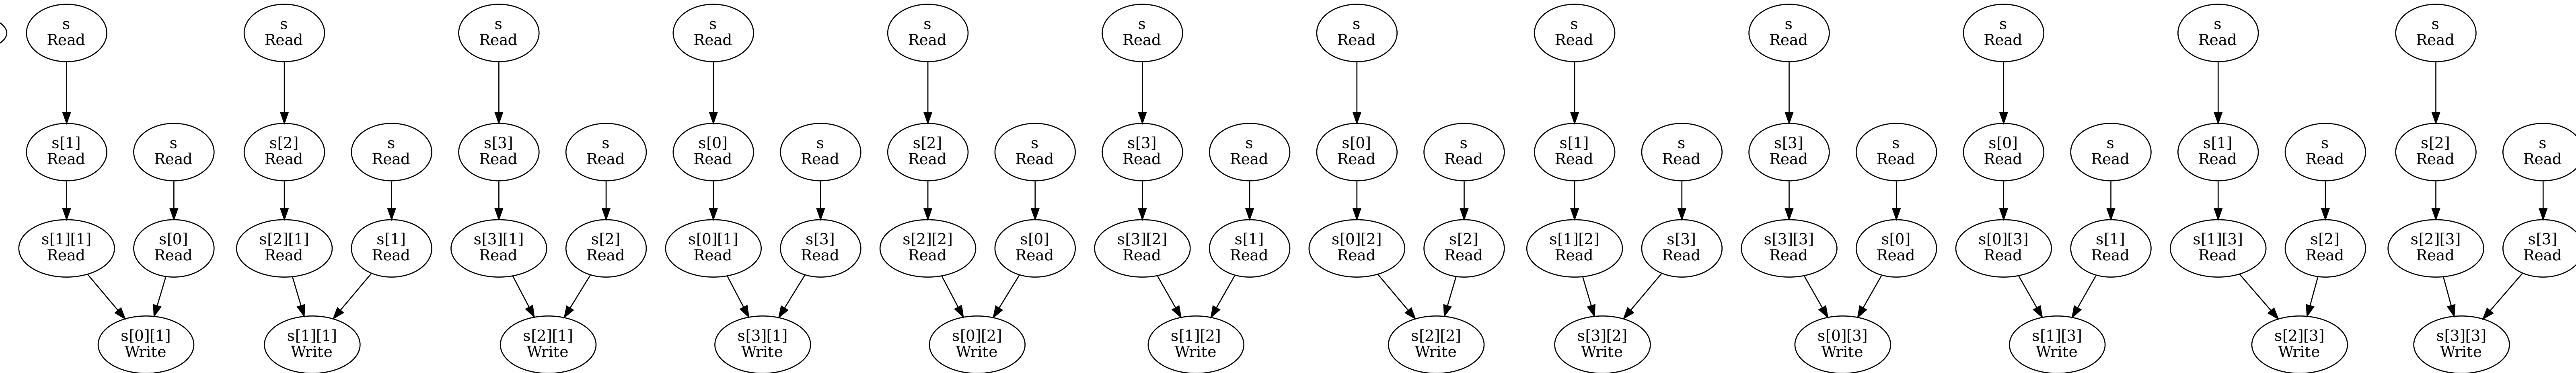 s
Read
s
Read
s
Read
s
Read
s
Read
s
Read
s
Read
s
Read
s
Read
s
Read
s
Read
s
Read
s[1]
Read
s
Read
s[2]
Read
s
Read
s[3]
Read
s
Read
s[0]
Read
s
Read
s[2]
Read
s
Read
s[3]
Read
s
Read
s[0]
Read
s
Read
s[1]
Read
s
Read
s[3]
Read
s
Read
s[0]
Read
s
Read
s[1]
Read
s
Read
s[2]
Read
s
Read
s[1][1]
Read
s[0]
Read
s[2][1]
Read
s[1]
Read
s[3][1]
Read
s[2]
Read
s[0][1]
Read
s[3]
Read
s[2][2]
Read
s[0]
Read
s[3][2]
Read
s[1]
Read
s[0][2]
Read
s[2]
Read
s[1][2]
Read
s[3]
Read
s[3][3]
Read
s[0]
Read
s[0][3]
Read
s[1]
Read
s[1][3]
Read
s[2]
Read
s[2][3]
Read
s[3]
Read
s[0][1]
Write
s[1][1]
Write
s[2][1]
Write
s[3][1]
Write
s[0][2]
Write
s[1][2]
Write
s[2][2]
Write
s[3][2]
Write
s[0][3]
Write
s[1][3]
Write
s[2][3]
Write
s[3][3]
Write